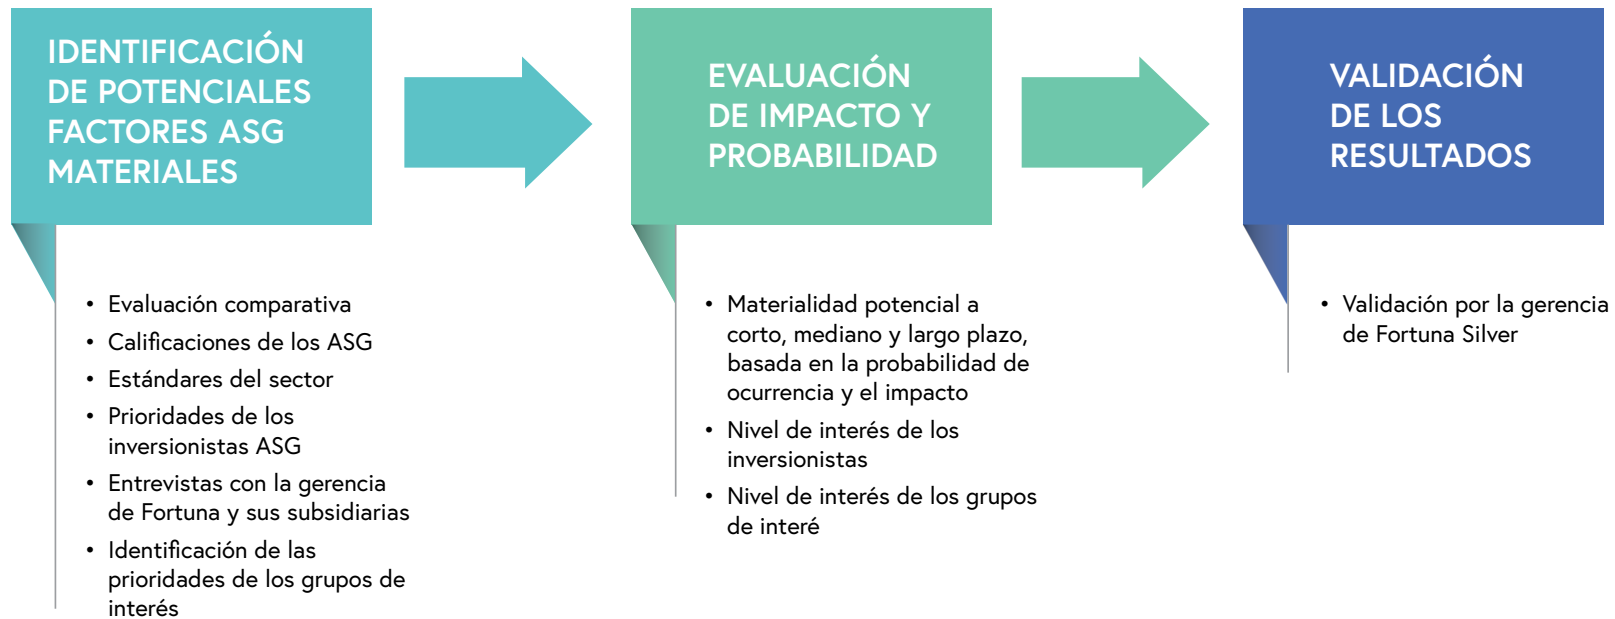 IDENTIFICACIÓN
DE POTENCIALES
FACTORES ASG
MATERIALES
• Evaluación comparativa
• Calificaciones de los ASG
• Estándares del sector
• Prioridades de los
inversionistas ASG
• Entrevistas con la gerencia
de Fortuna y sus subsidiarias
• Identificación de las
prioridades de los grupos de
interés
EVALUACIÓN
DE IMPACTO Y
PROBABILIDAD
• Materialidad potencial a
corto, mediano y largo plazo,
basada en la probabilidad de
ocurrencia y el impacto
• Nivel de interés de los
inversionistas
• Nivel de interés de los grupos
de interé
VALIDACIÓN
DE LOS
RESULTADOS
• Validación por la gerencia
de Fortuna Silver